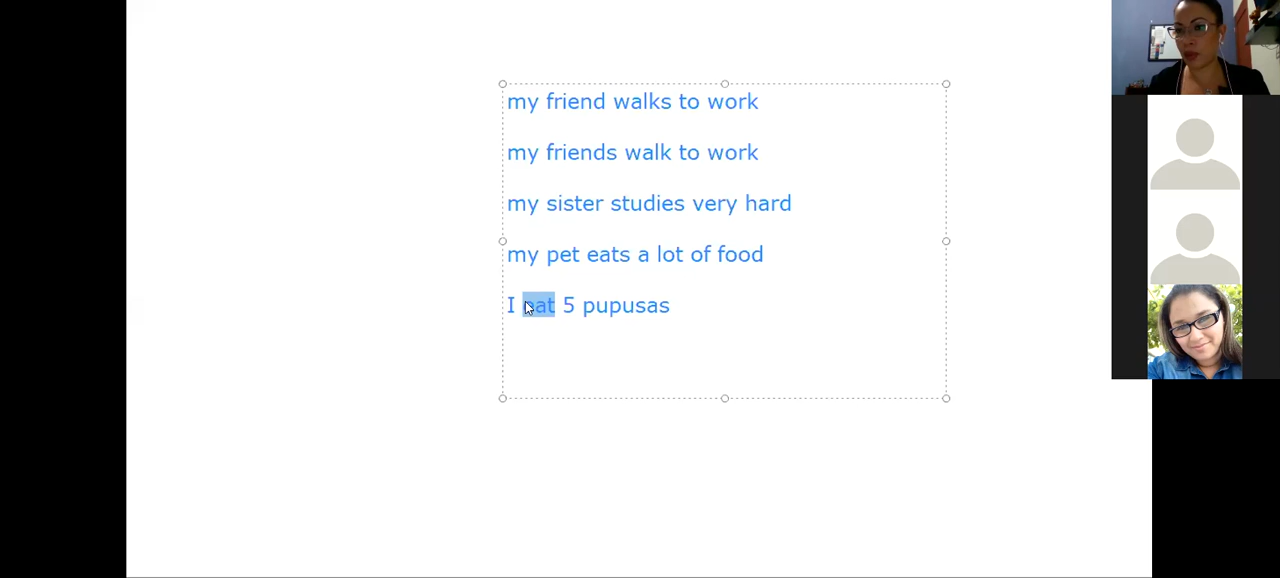 my friend walks to work
my friends walk to work
my sister studies very hard
my pet eats a lot of food
I eat 5 pupusas